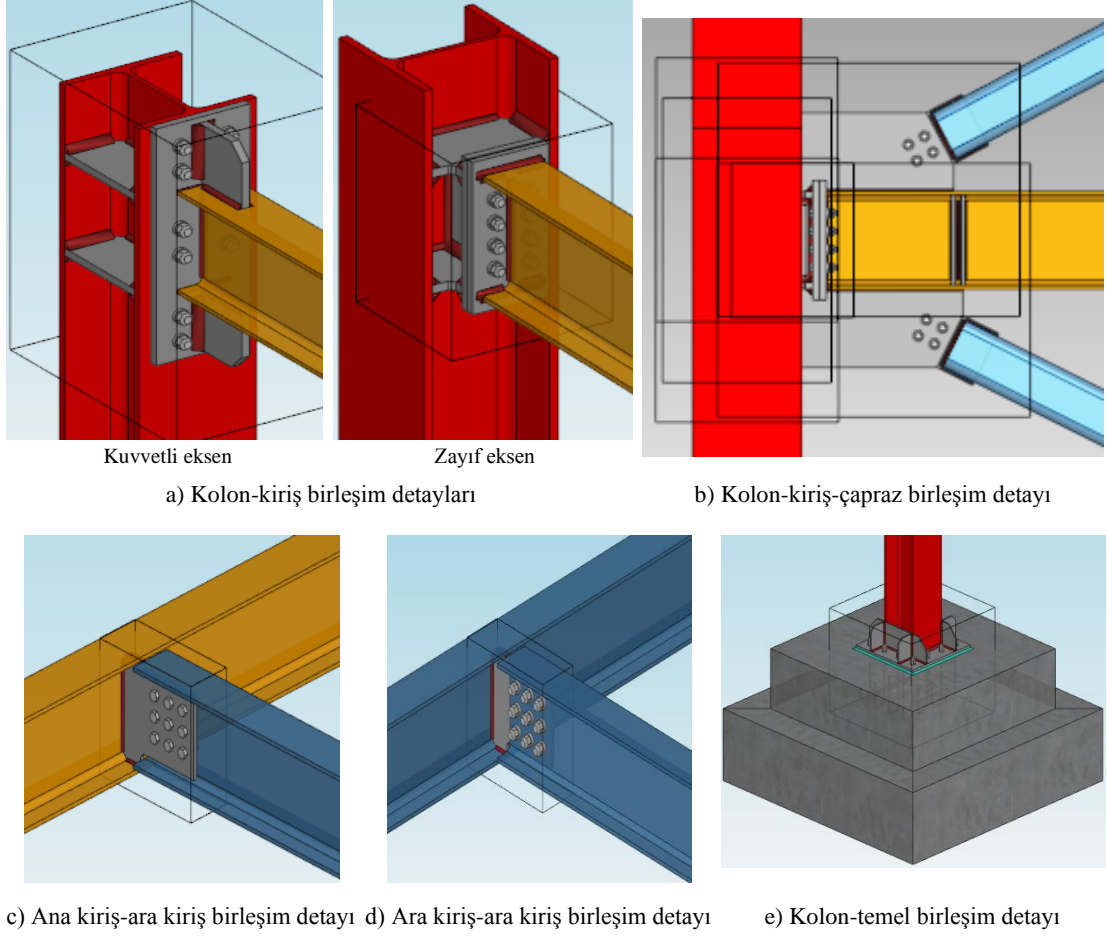 Kuvvetli eksen
Zayıf eksen
a) Kolon-kiriş birleşim detayları
b) Kolon-kiriş-çapraz birleşim detayı
c) Ana kiriş-ara kiriş birleşim detayı
d) Ara kiriş-ara kiriş birleşim detayı
e) Kolon-temel birleşim detayı